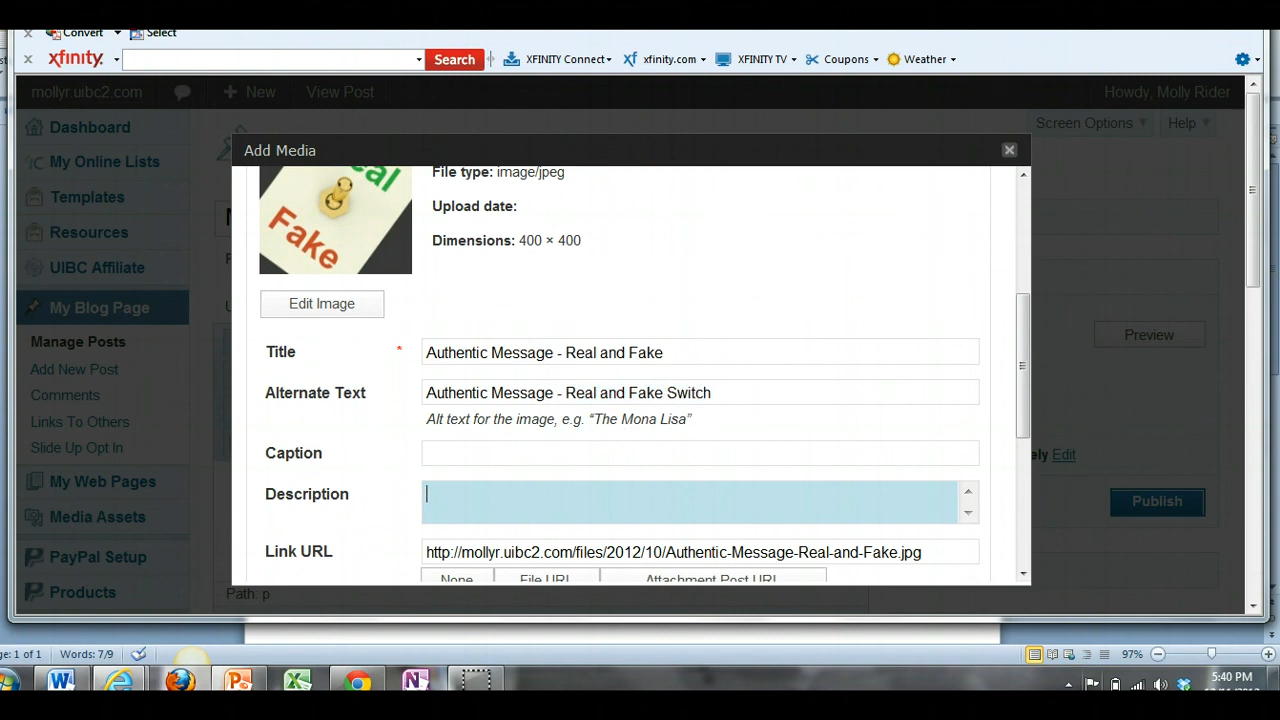 Convert Select
xfinity. Search XFINITY Connect xfinity.com XFINITY TV Coupons Weather
mollyr.uibc2.com + New View Post Howdy, Molly Rider
Dashboard Screen Options Help
Add Media
My Online Lists
Templates
Resources
UIBC Affiliate
My Blog Page
Manage Posts
Add New Post
Comments
Links To Others
Slide Up Opt In
My Web Pages
Media Assets
PayPal Setup
Products
Fake
File type: image/jpeg
Upload date:
Dimensions: 400 × 400
Edit Image
Title * Authentic Message - Real and Fake
Alternate Text Authentic Message - Real and Fake Switch
Alt text for the image, e.g. “The Mona Lisa”
Caption
Description
Link URL http://mollyr.uibc2.com/files/2012/10/Authentic-Message-Real-and-Fake.jpg
None File URL Attachment Post URL
Preview
Edit
Publish
Path: p
ge: 1 of 1 Words: 7/9 97%
5:40 PM